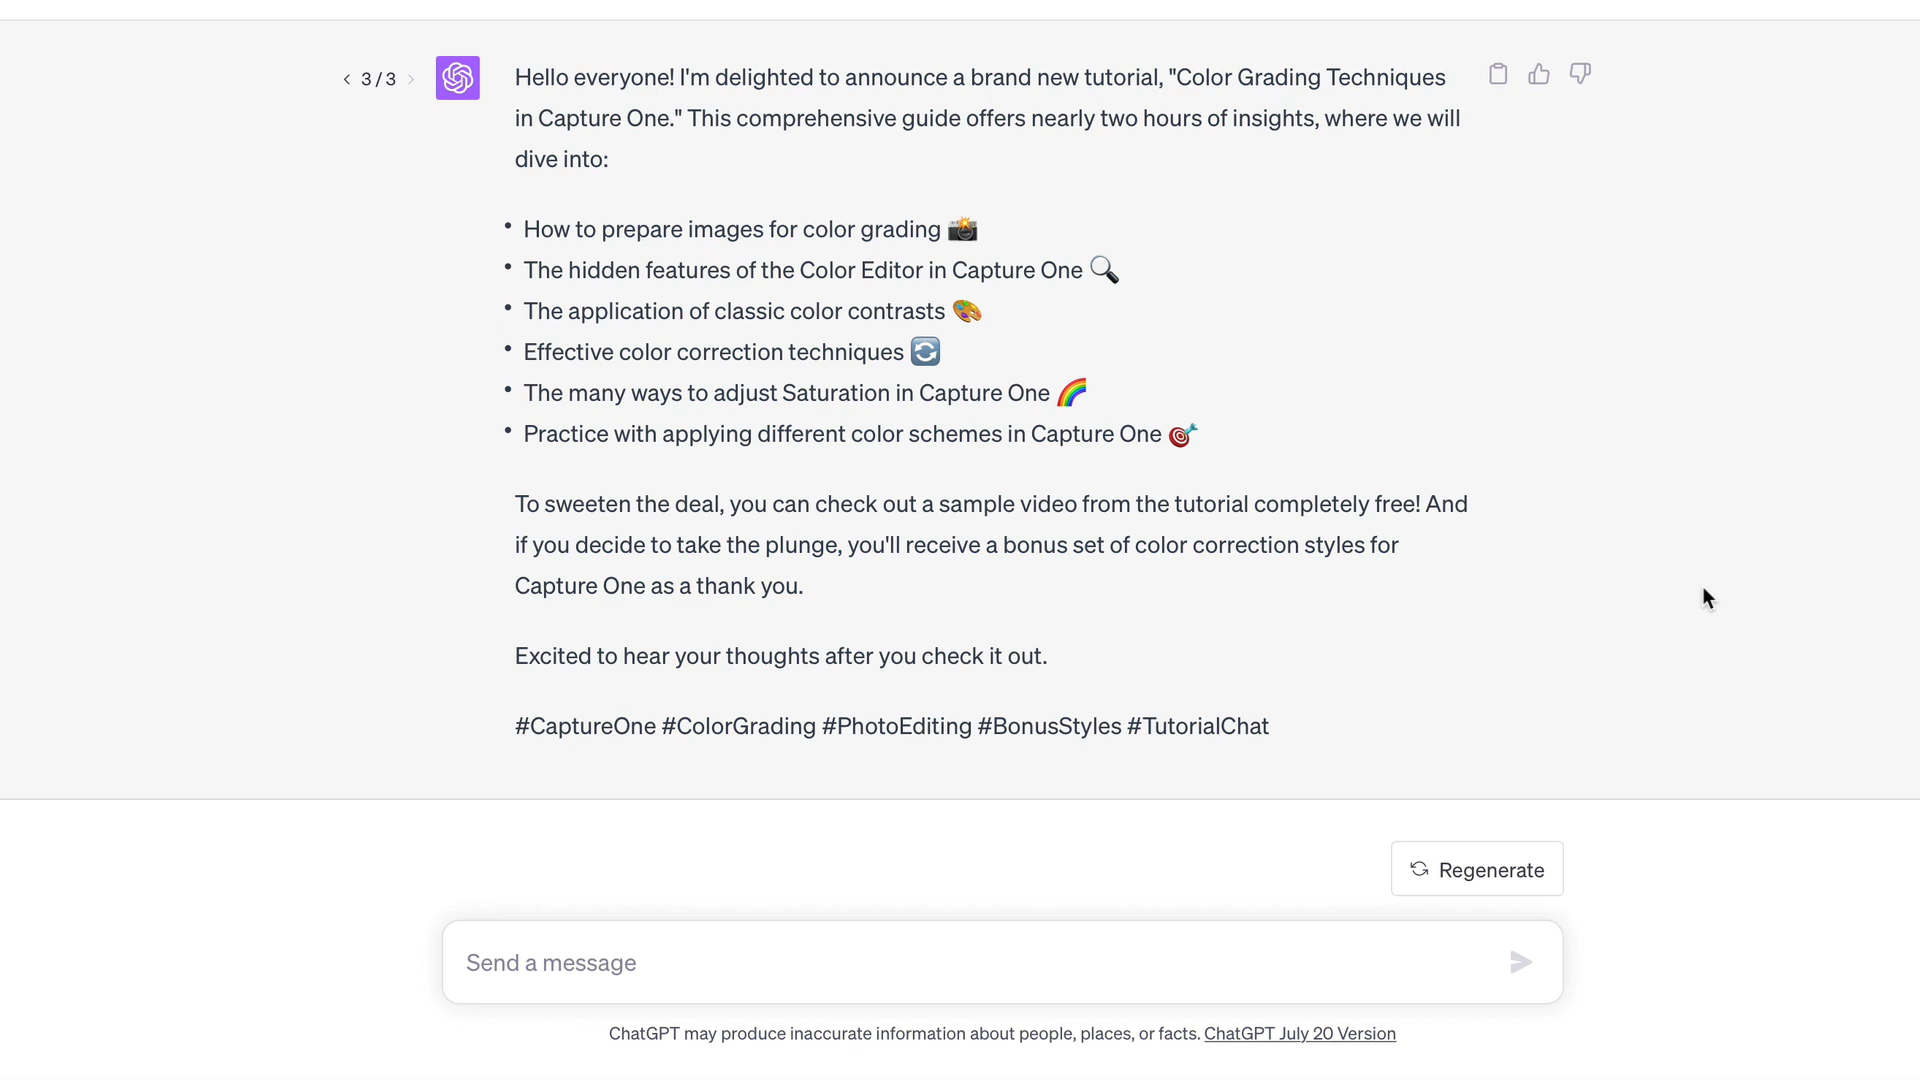 3 / 3
Hello everyone! I'm delighted to announce a brand new tutorial, "Color Grading Techniques
in Capture One." This comprehensive guide offers nearly two hours of insights, where we will
dive into:
• How to prepare images for color grading 📸
• The hidden features of the Color Editor in Capture One 🔍
• The application of classic color contrasts 🎨
• Effective color correction techniques 🔄
• The many ways to adjust Saturation in Capture One 🌈
• Practice with applying different color schemes in Capture One 🎯
To sweeten the deal, you can check out a sample video from the tutorial completely free! And
if you decide to take the plunge, you'll receive a bonus set of color correction styles for
Capture One as a thank you.
Excited to hear your thoughts after you check it out.
#CaptureOne #ColorGrading #PhotoEditing #BonusStyles #TutorialChat
Regenerate
Send a message
ChatGPT may produce inaccurate information about people, places, or facts. ChatGPT July 20 Version